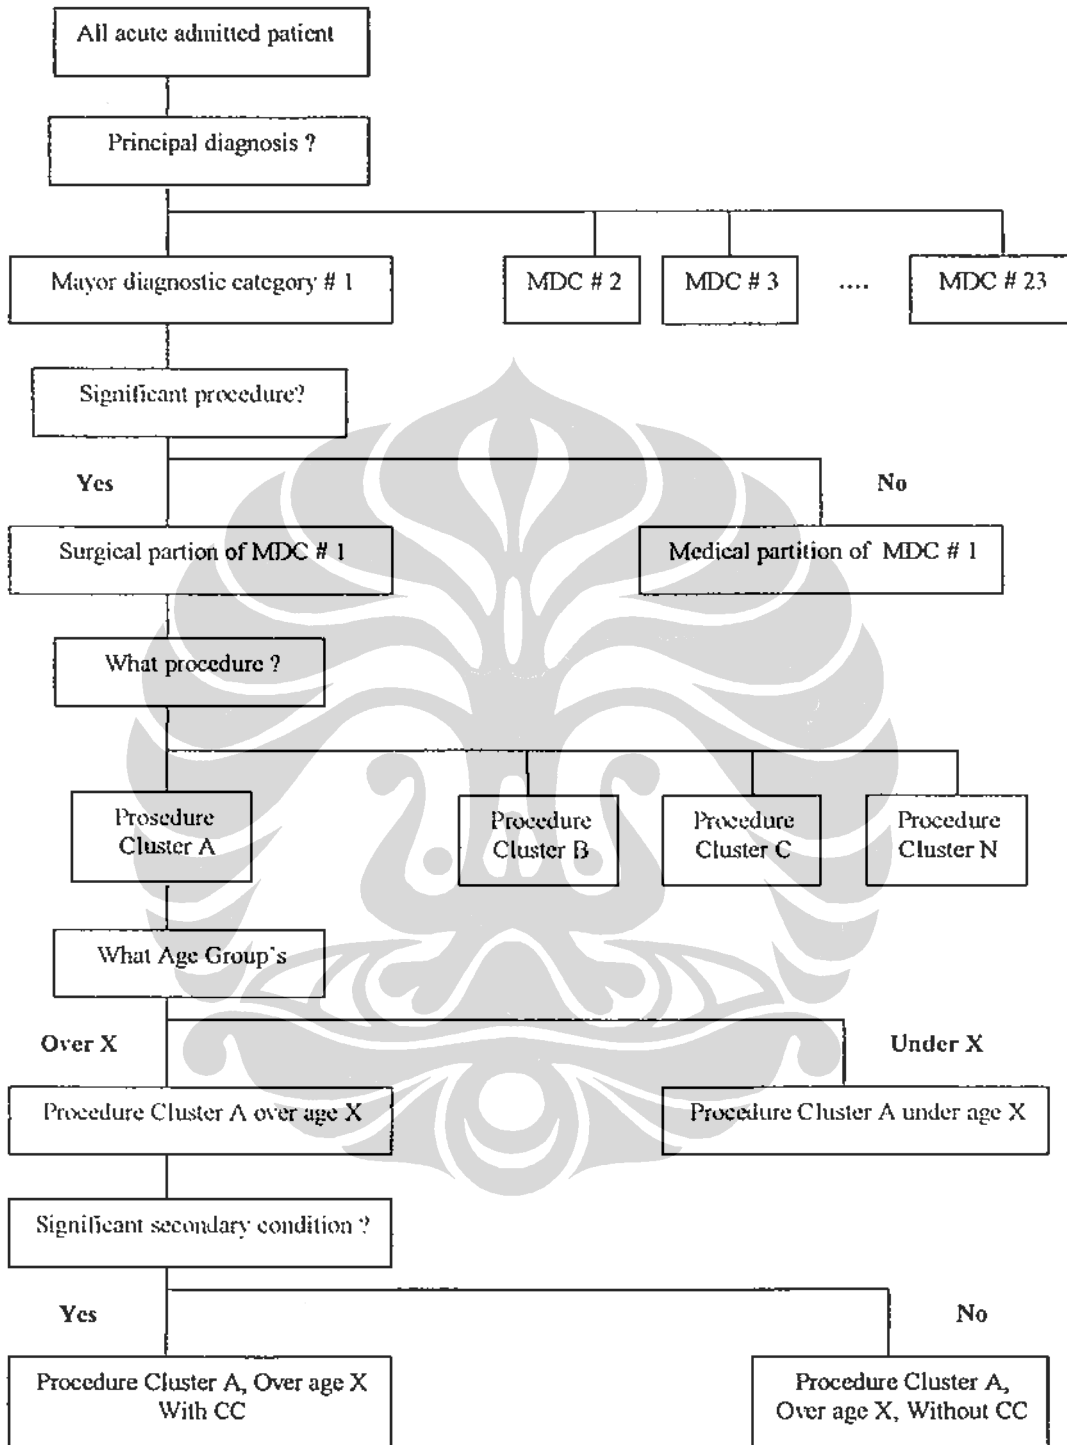 All acute admitted patient
Principal diagnosis ?
Mayor diagnostic category # 1
MDC # 2
MDC # 3
....
MDC # 23
Significant procedure?
Yes
No
Surgical partion of MDC # 1
Medical partition of MDC # 1
What procedure ?
Prosedure
Cluster A
Procedure
Cluster B
Procedure
Cluster C
Procedure
Cluster N
What Age Group's
Over X
Under X
Procedure Cluster A over age X
Procedure Cluster A under age X
Significant secondary condition ?
Yes
No
Procedure Cluster A, Over age X
With CC
Procedure Cluster A,
Over age X, Without CC